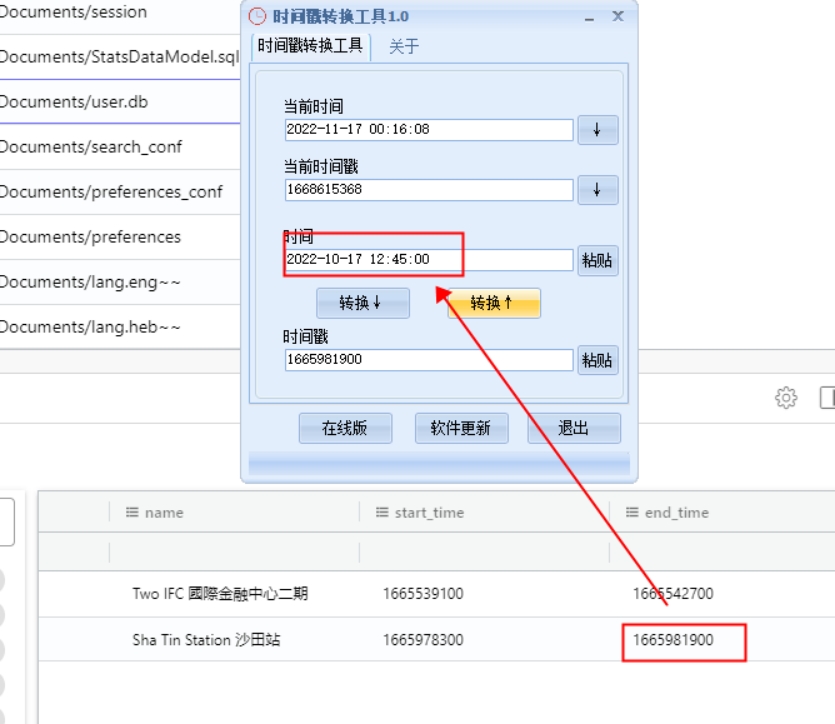 Documents/session
Documents/StatsDataModel.sql
Documents/user.db
Documents/search_conf
Documents/preferences_conf
Documents/preferences
Documents/lang.eng~~
Documents/lang.heb~~
时间戳转换工具1.0
时间戳转换工具 关于
当前时间
2022-11-17 00:16:08 ↓
当前时间戳
1668615368 ↓
时间
2022-10-17 12:45:00 粘贴
转换↓ 转换↑
时间戳
1665981900 粘贴
在线版 软件更新 退出
name start_time end_time
Two IFC 國際金融中心二期 1665539100 1665542700
Sha Tin Station 沙田站 1665978300 1665981900